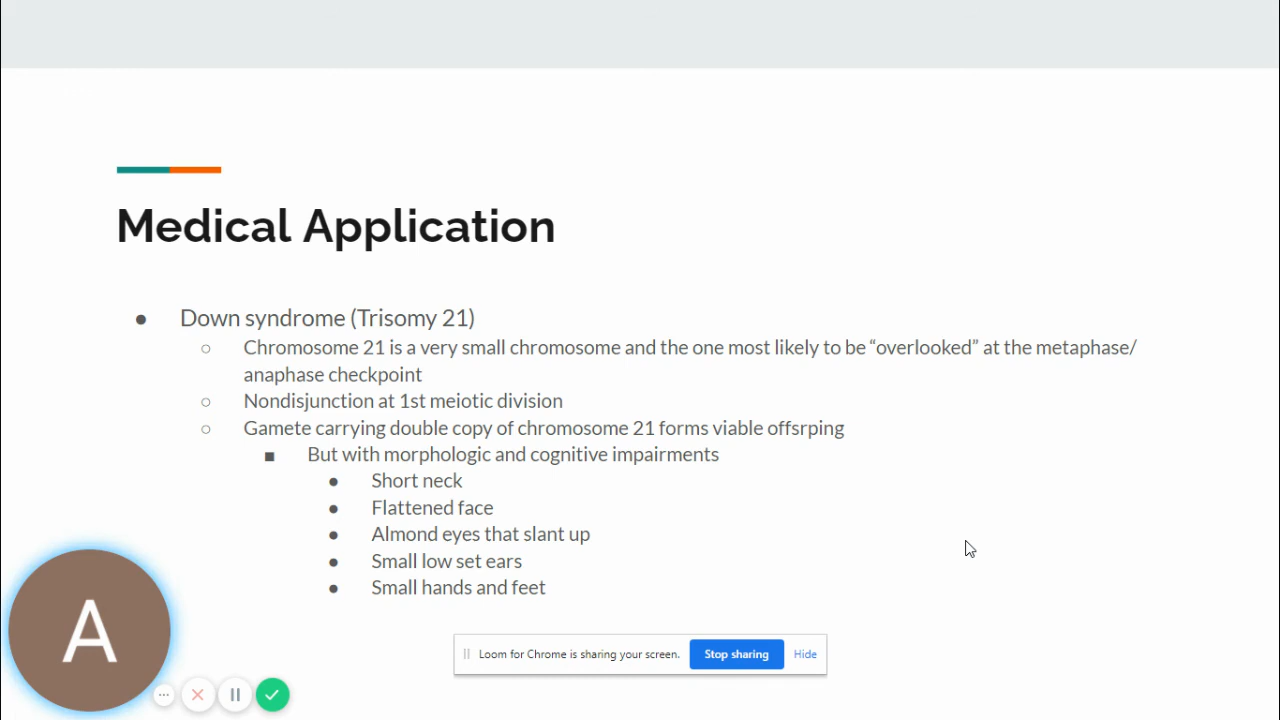 Medical Application
● Down syndrome (Trisomy 21)
○ Chromosome 21 is a very small chromosome and the one most likely to be “overlooked” at the metaphase/
anaphase checkpoint
○ Nondisjunction at 1st meiotic division
○ Gamete carrying double copy of chromosome 21 forms viable offsrping
■ But with morphologic and cognitive impairments
● Short neck
● Flattened face
● Almond eyes that slant up
● Small low set ears
● Small hands and feet
A
Loom for Chrome is sharing your screen. Stop sharing Hide